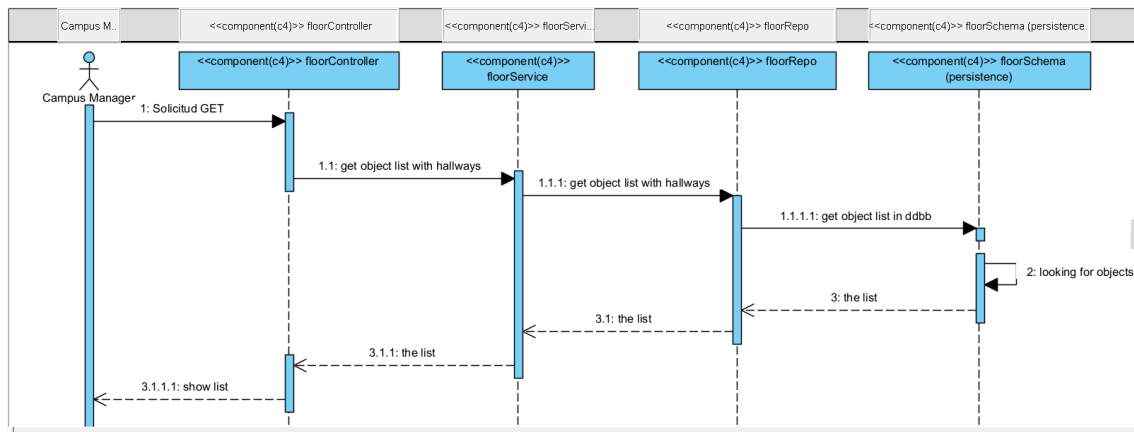 Campus M..
<<component(c4)>> floorController
<<component(c4)>> floorServi...
<<component(c4)>> floorRepo
<<component(c4)>> floorSchema (persistence.
<<component(c4)>> floorController
<<component(c4)>>
floorService
<<component(c4)>> floorRepo
<<component(c4)>> floorSchema
(persistence)
Campus Manager
1: Solicitud GET
1.1: get object list with hallways
1.1.1: get object list with hallways
1.1.1.1: get object list in ddbb
2: looking for objects
3: the list
3.1: the list
3.1.1: the list
3.1.1.1: show list